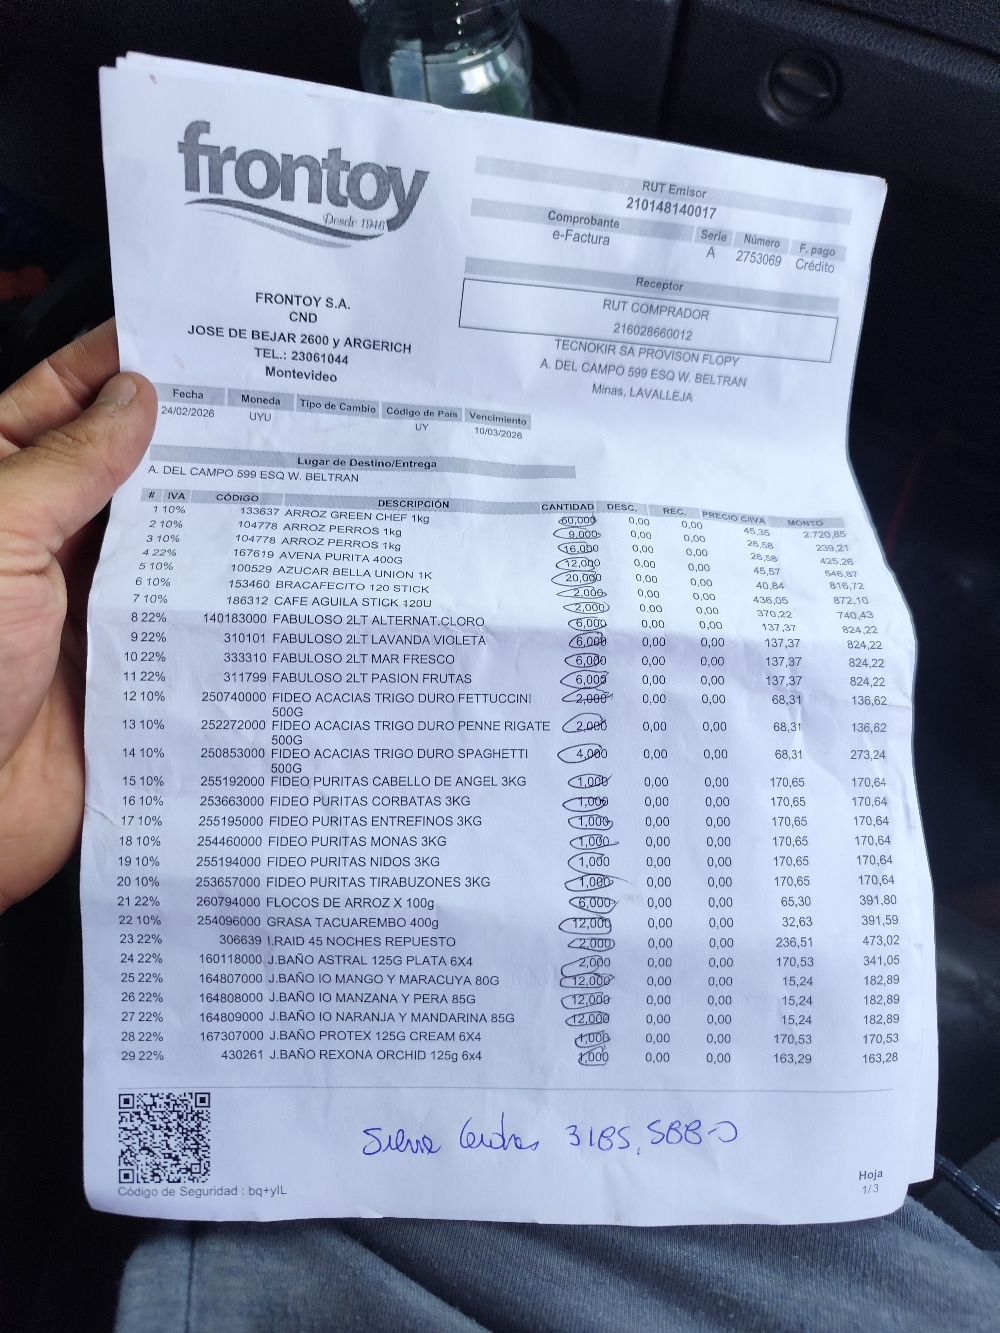 frontoy
Desde 1946
RUT Emisor
210148140017
Comprobante Serie Número F. pago
e-Factura A 2753069 Crédito
Receptor
RUT COMPRADOR
216028660012
TECNOKIR SA PROVISON FLOPY
A. DEL CAMPO 599 ESQ W. BELTRAN
Minas, LAVALLEJA
FRONTOY S.A.
CND
JOSE DE BEJAR 2600 y ARGERICH
TEL.: 23061044
Montevideo
Fecha Moneda Tipo de Cambio Código de País Vencimiento
24/02/2026 UYU UY 10/03/2026
Lugar de Destino/Entrega
A. DEL CAMPO 599 ESQ W. BELTRAN
# IVA CÓDIGO DESCRIPCIÓN CANTIDAD DESC. REC. PRECIO C/IVA MONTO
1 10% 133637 ARROZ GREEN CHEF 1kg 60,000 0,00 0,00 45,35 2.720,85
2 10% 104778 ARROZ PERROS 1kg 9,000 0,00 0,00 26,58 239,21
3 10% 104778 ARROZ PERROS 1kg 16,000 0,00 0,00 26,58 425,26
4 22% 167619 AVENA PURITA 400G 12,000 0,00 0,00 45,57 546,87
5 10% 100529 AZUCAR BELLA UNION 1K 20,000 0,00 0,00 40,84 816,72
6 10% 153460 BRACAFECITO 120 STICK 2,000 0,00 0,00 436,05 872,10
7 10% 186312 CAFE AGUILA STICK 120U 2,000 0,00 0,00 370,22 740,43
8 22% 140183000 FABULOSO 2LT ALTERNAT.CLORO 6,000 0,00 0,00 137,37 824,22
9 22% 310101 FABULOSO 2LT LAVANDA VIOLETA 6,000 0,00 0,00 137,37 824,22
10 22% 333310 FABULOSO 2LT MAR FRESCO 6,000 0,00 0,00 137,37 824,22
11 22% 311799 FABULOSO 2LT PASION FRUTAS 6,000 0,00 0,00 137,37 824,22
12 10% 250740000 FIDEO ACACIAS TRIGO DURO FETTUCCINI 2,000 0,00 0,00 68,31 136,62
500G
13 10% 252272000 FIDEO ACACIAS TRIGO DURO PENNE RIGATE 2,000 0,00 0,00 68,31 136,62
500G
14 10% 250853000 FIDEO ACACIAS TRIGO DURO SPAGHETTI 4,000 0,00 0,00 68,31 273,24
500G
15 10% 255192000 FIDEO PURITAS CABELLO DE ANGEL 3KG 1,000 0,00 0,00 170,65 170,64
16 10% 253663000 FIDEO PURITAS CORBATAS 3KG 1,000 0,00 0,00 170,65 170,64
17 10% 255195000 FIDEO PURITAS ENTREFINOS 3KG 1,000 0,00 0,00 170,65 170,64
18 10% 254460000 FIDEO PURITAS MONAS 3KG 1,000 0,00 0,00 170,65 170,64
19 10% 255194000 FIDEO PURITAS NIDOS 3KG 1,000 0,00 0,00 170,65 170,64
20 10% 253657000 FIDEO PURITAS TIRABUZONES 3KG 1,000 0,00 0,00 170,65 170,64
21 22% 260794000 FLOCOS DE ARROZ X 100g 6,000 0,00 0,00 65,30 391,80
22 10% 254096000 GRASA TACUAREMBO 400g 12,000 0,00 0,00 32,63 391,59
23 22% 306639 I.RAID 45 NOCHES REPUESTO 2,000 0,00 0,00 236,51 473,02
24 22% 160118000 J.BAÑO ASTRAL 125G PLATA 6X4 2,000 0,00 0,00 170,53 341,05
25 22% 164807000 J.BAÑO IO MANGO Y MARACUYA 80G 12,000 0,00 0,00 15,24 182,89
26 22% 164808000 J.BAÑO IO MANZANA Y PERA 85G 12,000 0,00 0,00 15,24 182,89
27 22% 164809000 J.BAÑO IO NARANJA Y MANDARINA 85G 12,000 0,00 0,00 15,24 182,89
28 22% 167307000 J.BAÑO PROTEX 125G CREAM 6X4 1,000 0,00 0,00 170,53 170,53
29 22% 430261 J.BAÑO REXONA ORCHID 125g 6x4 1,000 0,00 0,00 163,29 163,28
Código de Seguridad : bq+yIL
Hoja
1/3